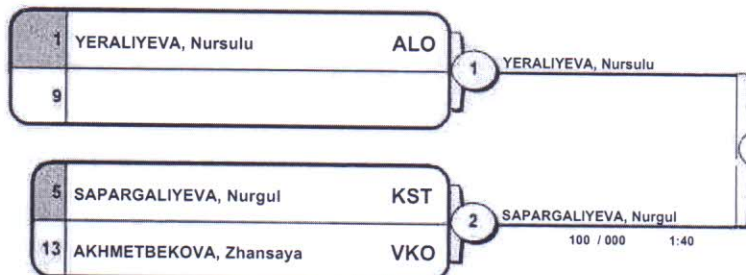 1 YERALIYEVA, Nursulu ALO
9
1 YERALIYEVA, Nursulu
5 SAPARGALIYEVA, Nurgul KST
13 AKHMETBEKOVA, Zhansaya VKO
2 SAPARGALIYEVA, Nurgul
100 / 000 1:40